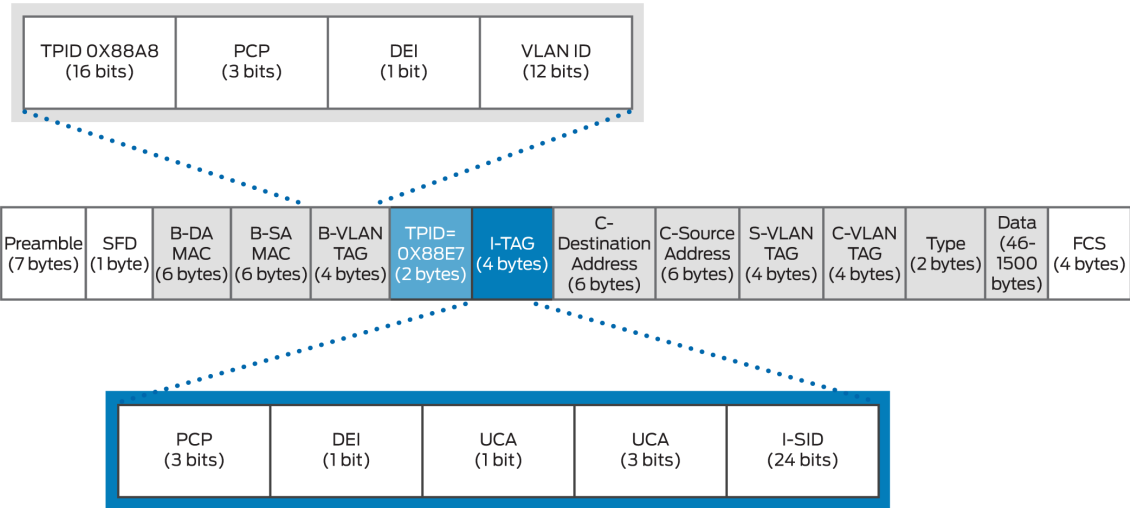 TPID 0X88A8
(16 bits)
PCP
(3 bits)
DEI
(1 bit)
VLAN ID
(12 bits)
Preamble
(7 bytes)
SFD
(1 byte)
B-DA
MAC
(6 bytes)
B-SA
MAC
(6 bytes)
B-VLAN
TAG
(4 bytes)
TPID=
0X88E7
(2 bytes)
I-TAG
(4 bytes)
C-
Destination
Address
(6 bytes)
C-Source
Address
(6 bytes)
S-VLAN
TAG
(4 bytes)
C-VLAN
TAG
(4 bytes)
Type
(2 bytes)
Data
(46-
1500
bytes)
FCS
(4 bytes)
PCP
(3 bits)
DEI
(1 bit)
UCA
(1 bit)
UCA
(3 bits)
I-SID
(24 bits)